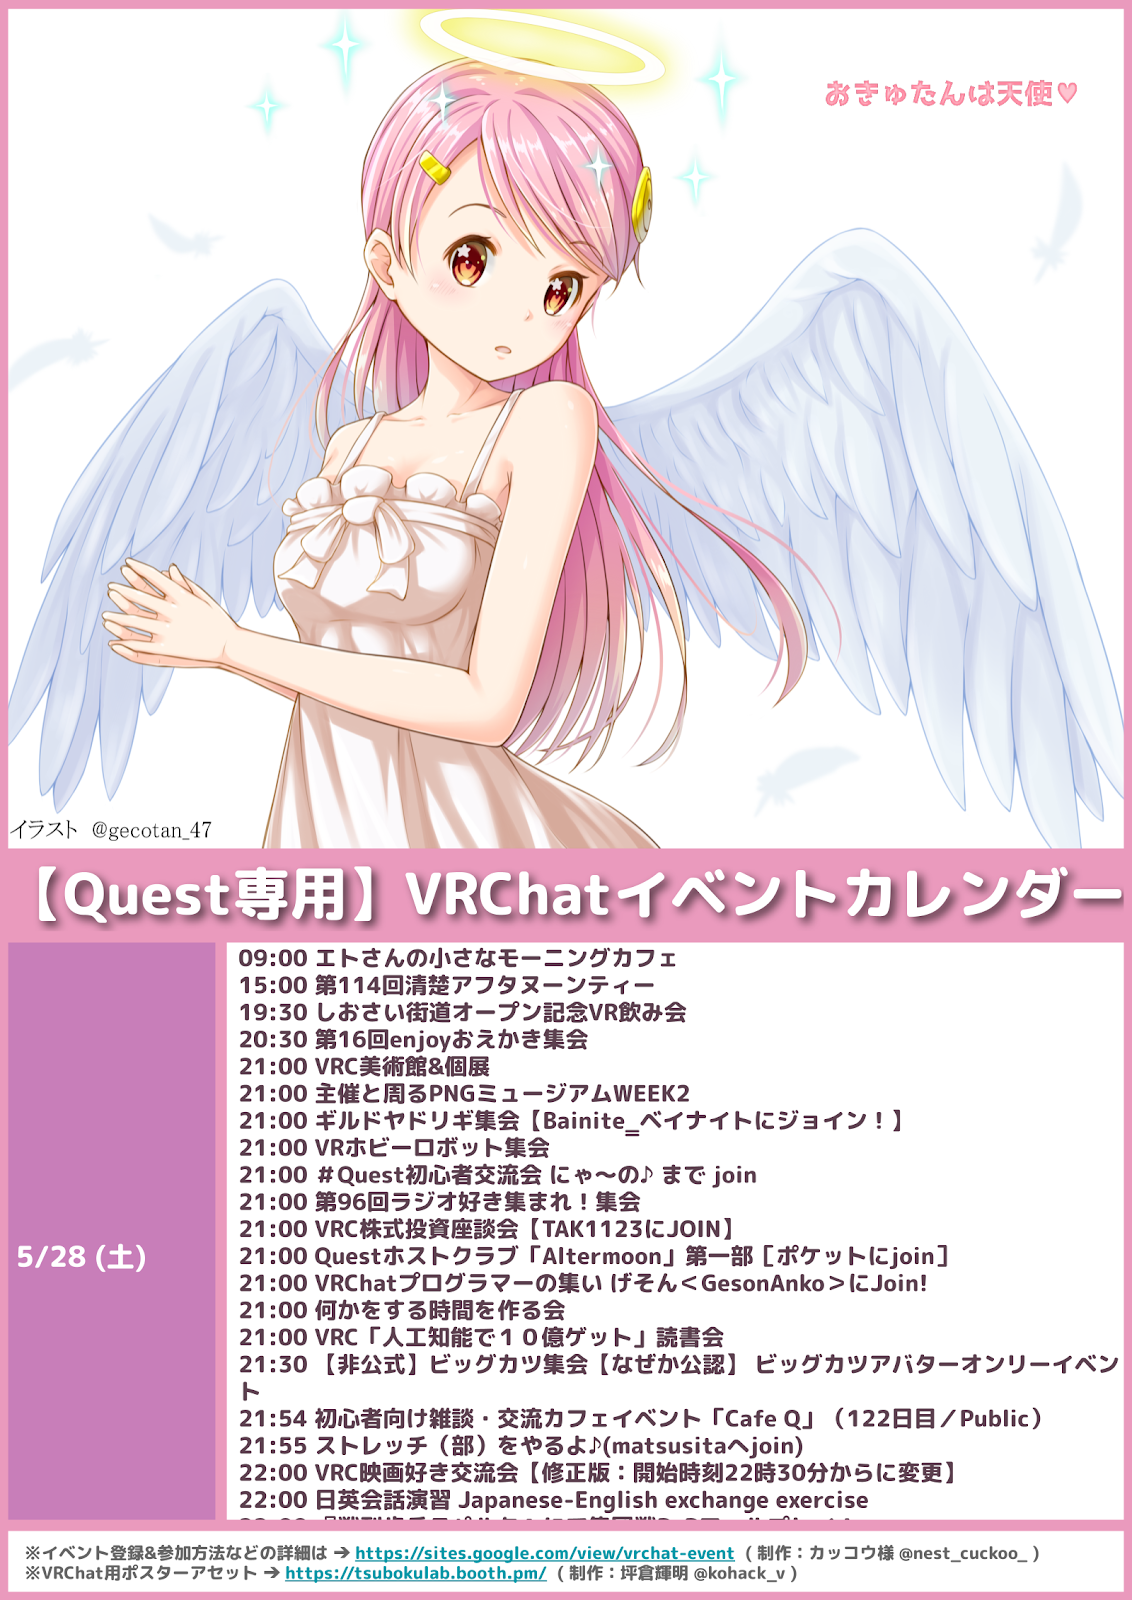 おきゅたんは天使♥
イラスト @gecotan_47
【Quest専用】VRChatイベントカレンダー
5/28 (土)
09:00 エトさんの小さなモーニングカフェ
15:00 第114回清楚アフタヌーンティー
19:30 しおさい街道オープン記念VR飲み会
20:30 第16回enjoyおえかき集会
21:00 VRC美術館&個展
21:00 主催と周るPNGミュージアムWEEK2
21:00 ギルドヤドリギ集会【Bainite‗ベイナイトにジョイン！】
21:00 VRホビーロボット集会
21:00 ＃Quest初心者交流会 にゃ～の♪ まで join
21:00 第96回ラジオ好き集まれ！集会
21:00 VRC株式投資座談会【TAK1123にJOIN】
21:00 Questホストクラブ「Altermoon」第一部［ポケットにjoin］
21:00 VRChatプログラマーの集い げそん＜GesonAnko＞にJoin!
21:00 何かをする時間を作る会
21:00 VRC「人工知能で１０億ゲット」読書会
21:30 【非公式】ビッグカツ集会【なぜか公認】 ビッグカツアバターオンリーイベン
ト
21:54 初心者向け雑談・交流カフェイベント「Cafe Q」（122日目／Public）
21:55 ストレッチ（部）をやるよ♪(matsusitaへjoin)
22:00 VRC映画好き交流会【修正版：開始時刻22時30分からに変更】
22:00 日英会話演習 Japanese-English exchange exercise
※イベント登録&参加方法などの詳細は → https://sites.google.com/view/vrchat-event ( 制作：カッコウ様 @nest_cuckoo_ )
※VRChat用ポスターアセット → https://tsubokulab.booth.pm/ ( 制作：坪倉輝明 @kohack_v )